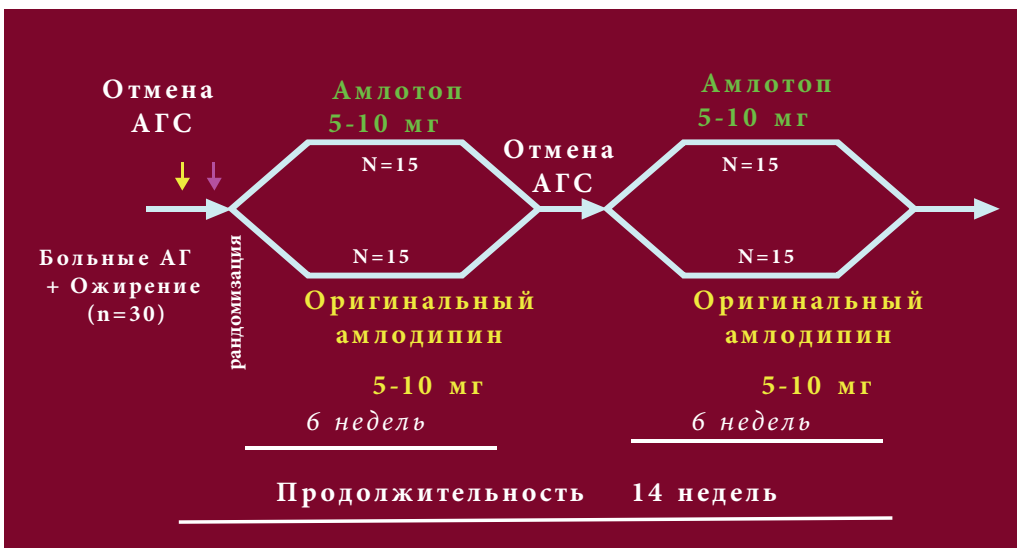 Отмена
АГС
Больные АГ
+ Ожирение
(n=30)
рандомизация
Амлотоп
5-10 мг
N=15
N=15
Оригинальный
амлодипин
5-10 мг
6 недель
Отмена
АГС
Амлотоп
5-10 мг
N=15
N=15
Оригинальный
амлодипин
5-10 мг
6 недель
Продолжительность 14 недель